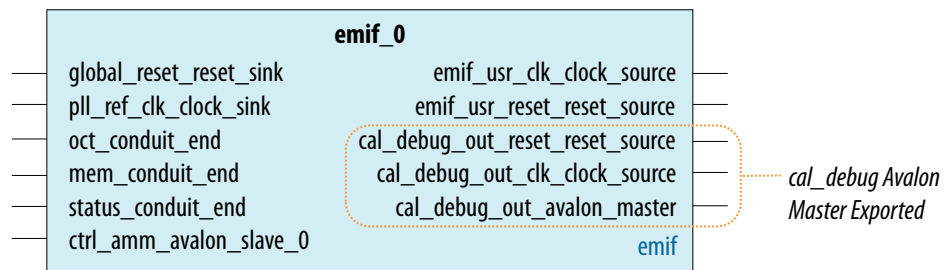 emif_0
global_reset_reset_sink
pll_ref_clk_clock_sink
oct_conduit_end
mem_conduit_end
status_conduit_end
ctrl_amm_avalon_slave_0
emif_usr_clk_clock_source
emif_usr_reset_reset_source
cal_debug_out_reset_reset_source
cal_debug_out_clk_clock_source
cal_debug_out_avalon_master
emif
cal_debug Avalon
Master Exported